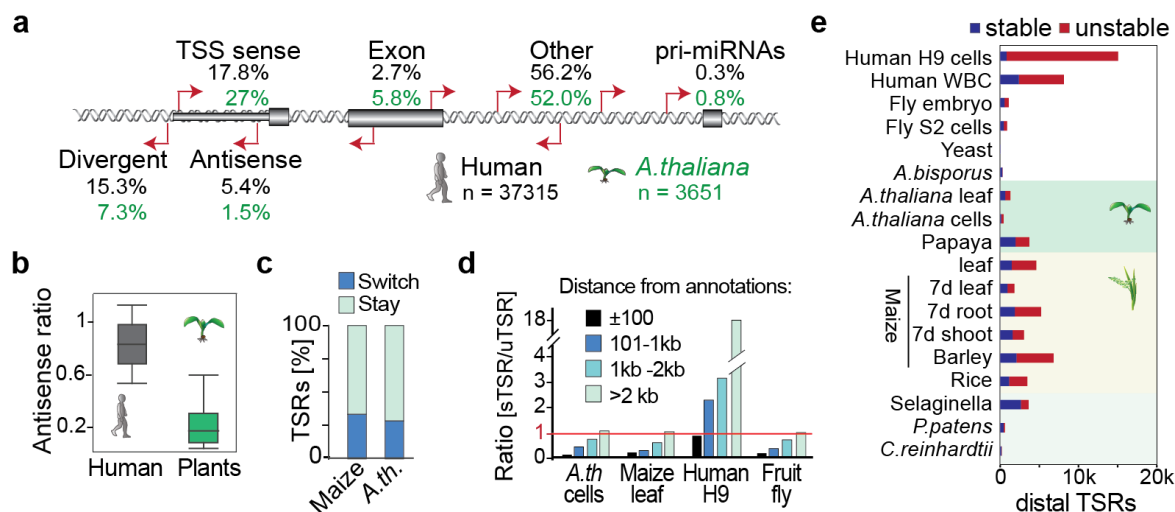 a
TSS sense
17.8%
27%
Exon
2.7%
5.8%
Other
56.2%
52.0%
pri-miRNAs
0.3%
0.8%
Divergent
15.3%
7.3%
Antisense
5.4%
1.5%
Human
n = 37315
A.thaliana
n = 3651
b
Antisense ratio
1
0.6
0.2
Human
Plants
c
Switch
Stay
TSRs [%]
100
0
Maize
A.th.
d
Distance from annotations:
±100
101-1kb
1kb -2kb
>2 kb
Ratio [sTSR/uTSR]
18
4
3
2
1
0
A.th
cells
Maize
leaf
Human
H9
Fruit
fly
e
stable
unstable
Human H9 cells
Human WBC
Fly embryo
Fly S2 cells
Yeast
A.bisporus
A.thaliana leaf
A.thaliana cells
Papaya
Maize
leaf
7d leaf
7d root
7d shoot
Barley
Rice
Selaginella
P.patens
C.reinhardtii
0
10k
20k
distal TSRs